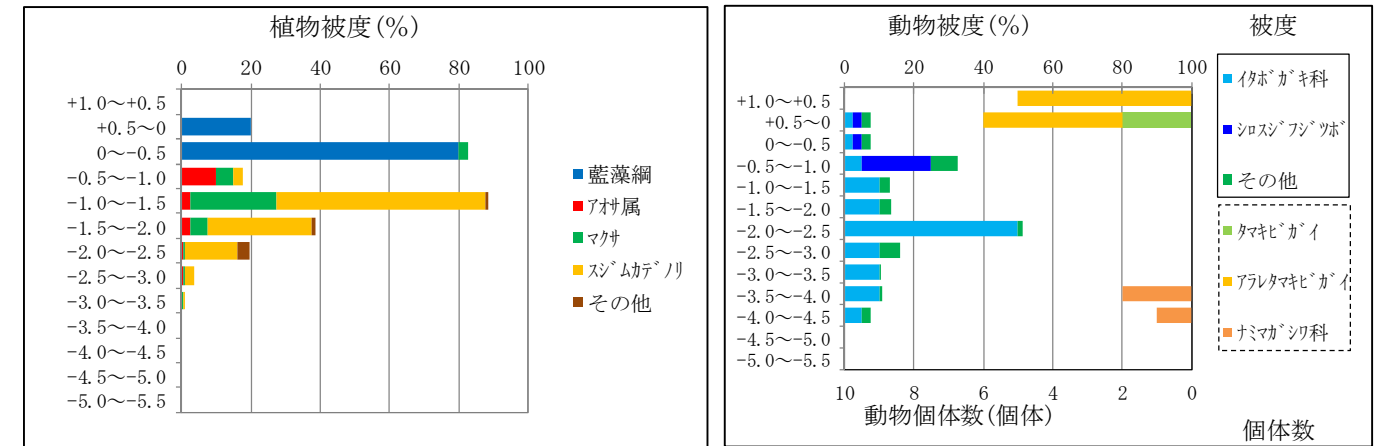 植物被度(%)
0 20 40 60 80 100
+1.0～+0.5
+0.5～0
0～-0.5
-0.5～-1.0
-1.0～-1.5
-1.5～-2.0
-2.0～-2.5
-2.5～-3.0
-3.0～-3.5
-3.5～-4.0
-4.0～-4.5
-4.5～-5.0
-5.0～-5.5
藍藻綱
ｱｵｻ属
ﾏｸｻ
ｽｼﾞﾑｶﾃﾞﾉﾘ
その他
動物被度(%)
0 20 40 60 80 100
+1.0～+0.5
+0.5～0
0～-0.5
-0.5～-1.0
-1.0～-1.5
-1.5～-2.0
-2.0～-2.5
-2.5～-3.0
-3.0～-3.5
-3.5～-4.0
-4.0～-4.5
-4.5～-5.0
-5.0～-5.5
10 8 6 4 2 0
動物個体数(個体)
被度
ｲﾀﾎﾞｶﾞｷ科
ｼﾛｽｼﾞﾌｼﾞﾂﾎﾞ
その他
ﾀﾏｷﾋﾞｶﾞｲ
ｱﾗﾚﾀﾏｷﾋﾞｶﾞｲ
ﾅﾐﾏｶﾞｼﾜ科
個体数